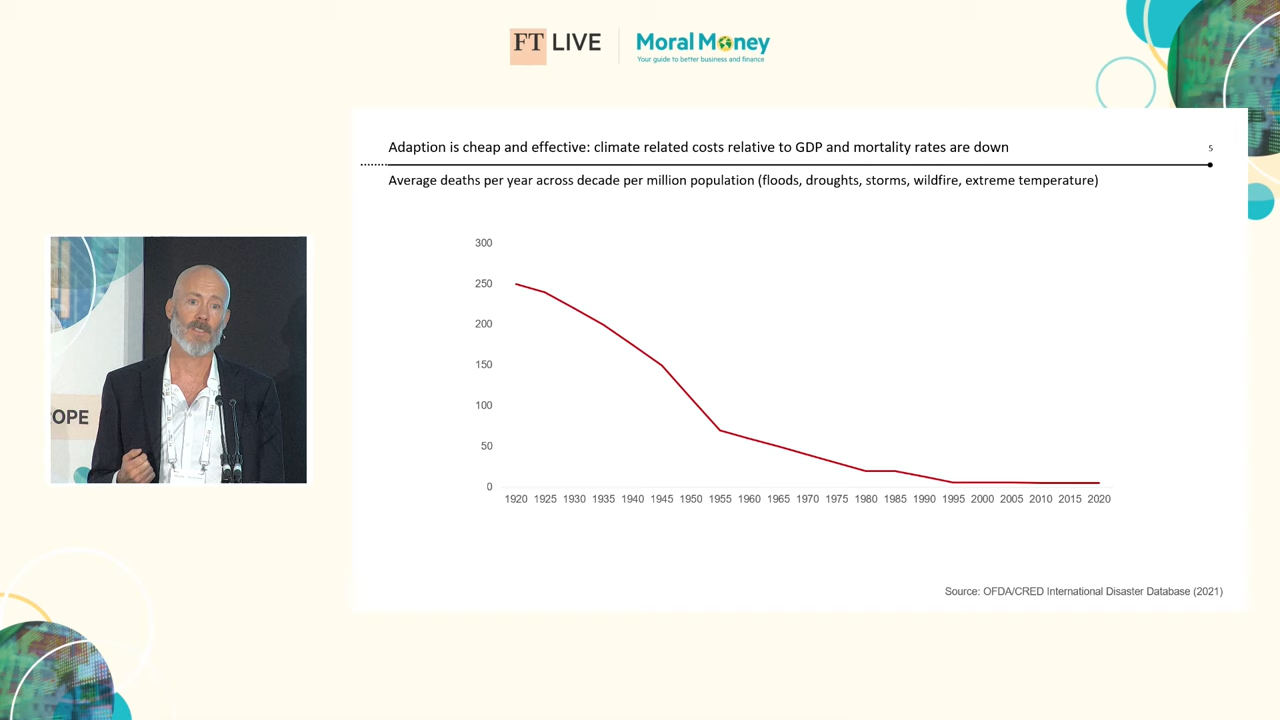 FT LIVE
Moral Money
Your guide to better business and finance
Adaption is cheap and effective: climate related costs relative to GDP and mortality rates are down
5
Average deaths per year across decade per million population (floods, droughts, storms, wildfire, extreme temperature)
300
250
200
150
100
50
0
1920 1925 1930 1935 1940 1945 1950 1955 1960 1965 1970 1975 1980 1985 1990 1995 2000 2005 2010 2015 2020
OPE
Source: OFDA/CRED International Disaster Database (2021)